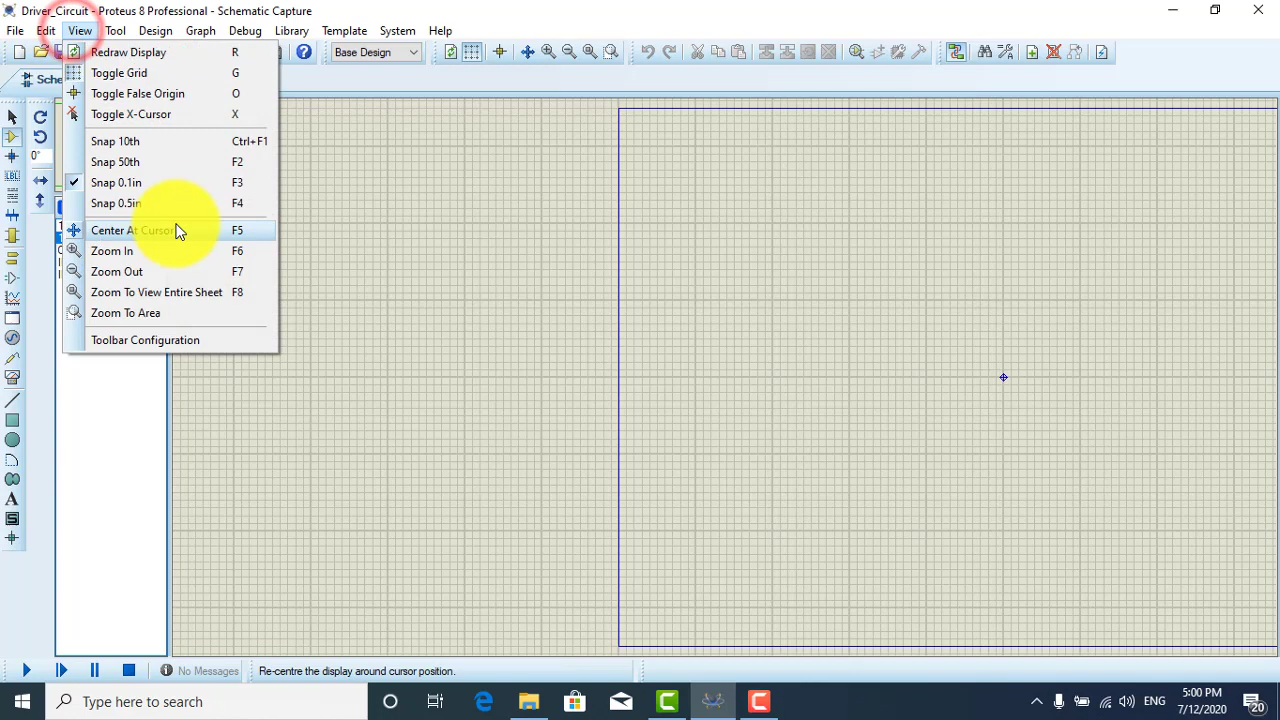 Driver_Circuit - Proteus 8 Professional - Schematic Capture
File Edit View Tool Design Graph Debug Library Template System Help
Base Design
Redraw Display R
Toggle Grid G
Toggle False Origin O
Toggle X-Cursor X
Snap 10th Ctrl+F1
Snap 50th F2
Snap 0.1in F3
Snap 0.5in F4
Center At Cursor F5
Zoom In F6
Zoom Out F7
Zoom To View Entire Sheet F8
Zoom To Area
Toolbar Configuration
0°
LBL
A
No Messages
Re-centre the display around cursor position.
Type here to search
ENG
5:00 PM
7/12/2020
20